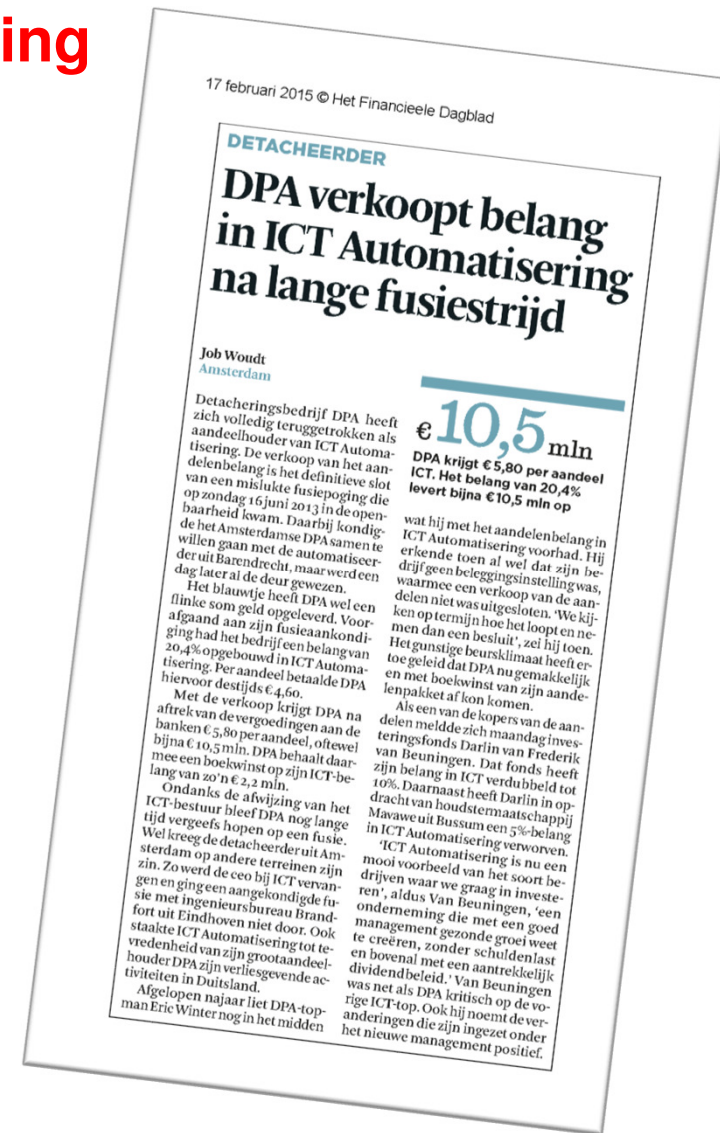 ing
17 februari 2015 © Het Financieele Dagblad
DETACHEERDER
DPA verkoopt belang
in ICT Automatisering
na lange fusiestrijd
Job Woudt
Amsterdam
Detacheringsbedrijf DPA heeft
zich volledig teruggetrokken als
aandeelhouder van ICT Automa-
tisering. De verkoop van het aan-
delenbelang is het definitieve slot
van een mislukte fusiepoging die
op zondag 16 juni 2013 in de open-
baarheid kwam. Daarbij kondig-
de het Amsterdamse DPA samen te
willen gaan met de automatiseer-
der uit Barendrecht, maar werd een
dag later al de deur gewezen.
Het blauwtje heeft DPA wel een
flinke som geld opgeleverd. Voor-
afgaand aan zijn fusieaankondi-
ging had het bedrijf een belang van
20,4% opgebouwd in ICT Automa-
tisering. Per aandeel betaalde DPA
hiervoor destijds € 4,60.
Met de verkoop krijgt DPA na
aftrek van de vergoedingen aan de
banken € 5,80 per aandeel, oftewel
bijna € 10,5 mln. DPA behaalt daar-
mee een boekwinst op zijn ICT-be-
lang van zo'n € 2,2 mln.
Ondanks de afwijzing van het
ICT-bestuur bleef DPA nog lange
tijd vergeefs hopen op een fusie.
Wel kreeg de detacheerder uit Am-
sterdam op andere terreinen zijn
zin. Zo werd de ceo bij ICT vervan-
gen en ging een aangekondigde fu-
sie met ingenieursbureau Brand-
fort uit Eindhoven niet door. Ook
staakte ICT Automatisering tot te-
vredenheid van zijn grootaandeel-
houder DPA zijn verliesgevende ac-
tiviteiten in Duitsland.
Afgelopen najaar liet DPA-top-
man Eric Winter nog in het midden
€ 10,5 mln
DPA krijgt € 5,80 per aandeel
ICT. Het belang van 20,4%
levert bijna € 10,5 mln op
wat hij met het aandelenbelang in
ICT Automatisering voorhad. Hij
erkende toen al wel dat zijn be-
drijf geen beleggingsinstelling was,
waarmee een verkoop van de aan-
delen niet was uitgesloten. ‘We kij-
ken op termijn hoe het loopt en ne-
men dan een besluit’, zei hij toen.
Het gunstige beursklimaat heeft er-
toe geleid dat DPA nu gemakkelijk
en met boekwinst van zijn aande-
lenpakket af kon komen.
Als een van de kopers van de aan-
delen meldde zich maandag inves-
teringsfonds Darlin van Frederik
van Beuningen. Dat fonds heeft
zijn belang in ICT verdubbeld tot
10%. Daarnaast heeft Darlin in op-
dracht van houdstermaatschappij
Mavawe uit Bussum een 5%-belang
in ICT Automatisering verworven.
‘ICT Automatisering is nu een
mooi voorbeeld van het soort be-
drijven waar we graag in investe-
ren’, aldus Van Beuningen, ‘een
onderneming die met een goed
management gezonde groei weet
te creëren, zonder schuldenlast
en bovenal met een aantrekkelijk
dividendbeleid.’ Van Beuningen
was net als DPA kritisch op de vo-
rige ICT-top. Ook hij noemt de ver-
anderingen die zijn ingezet onder
het nieuwe management positief.